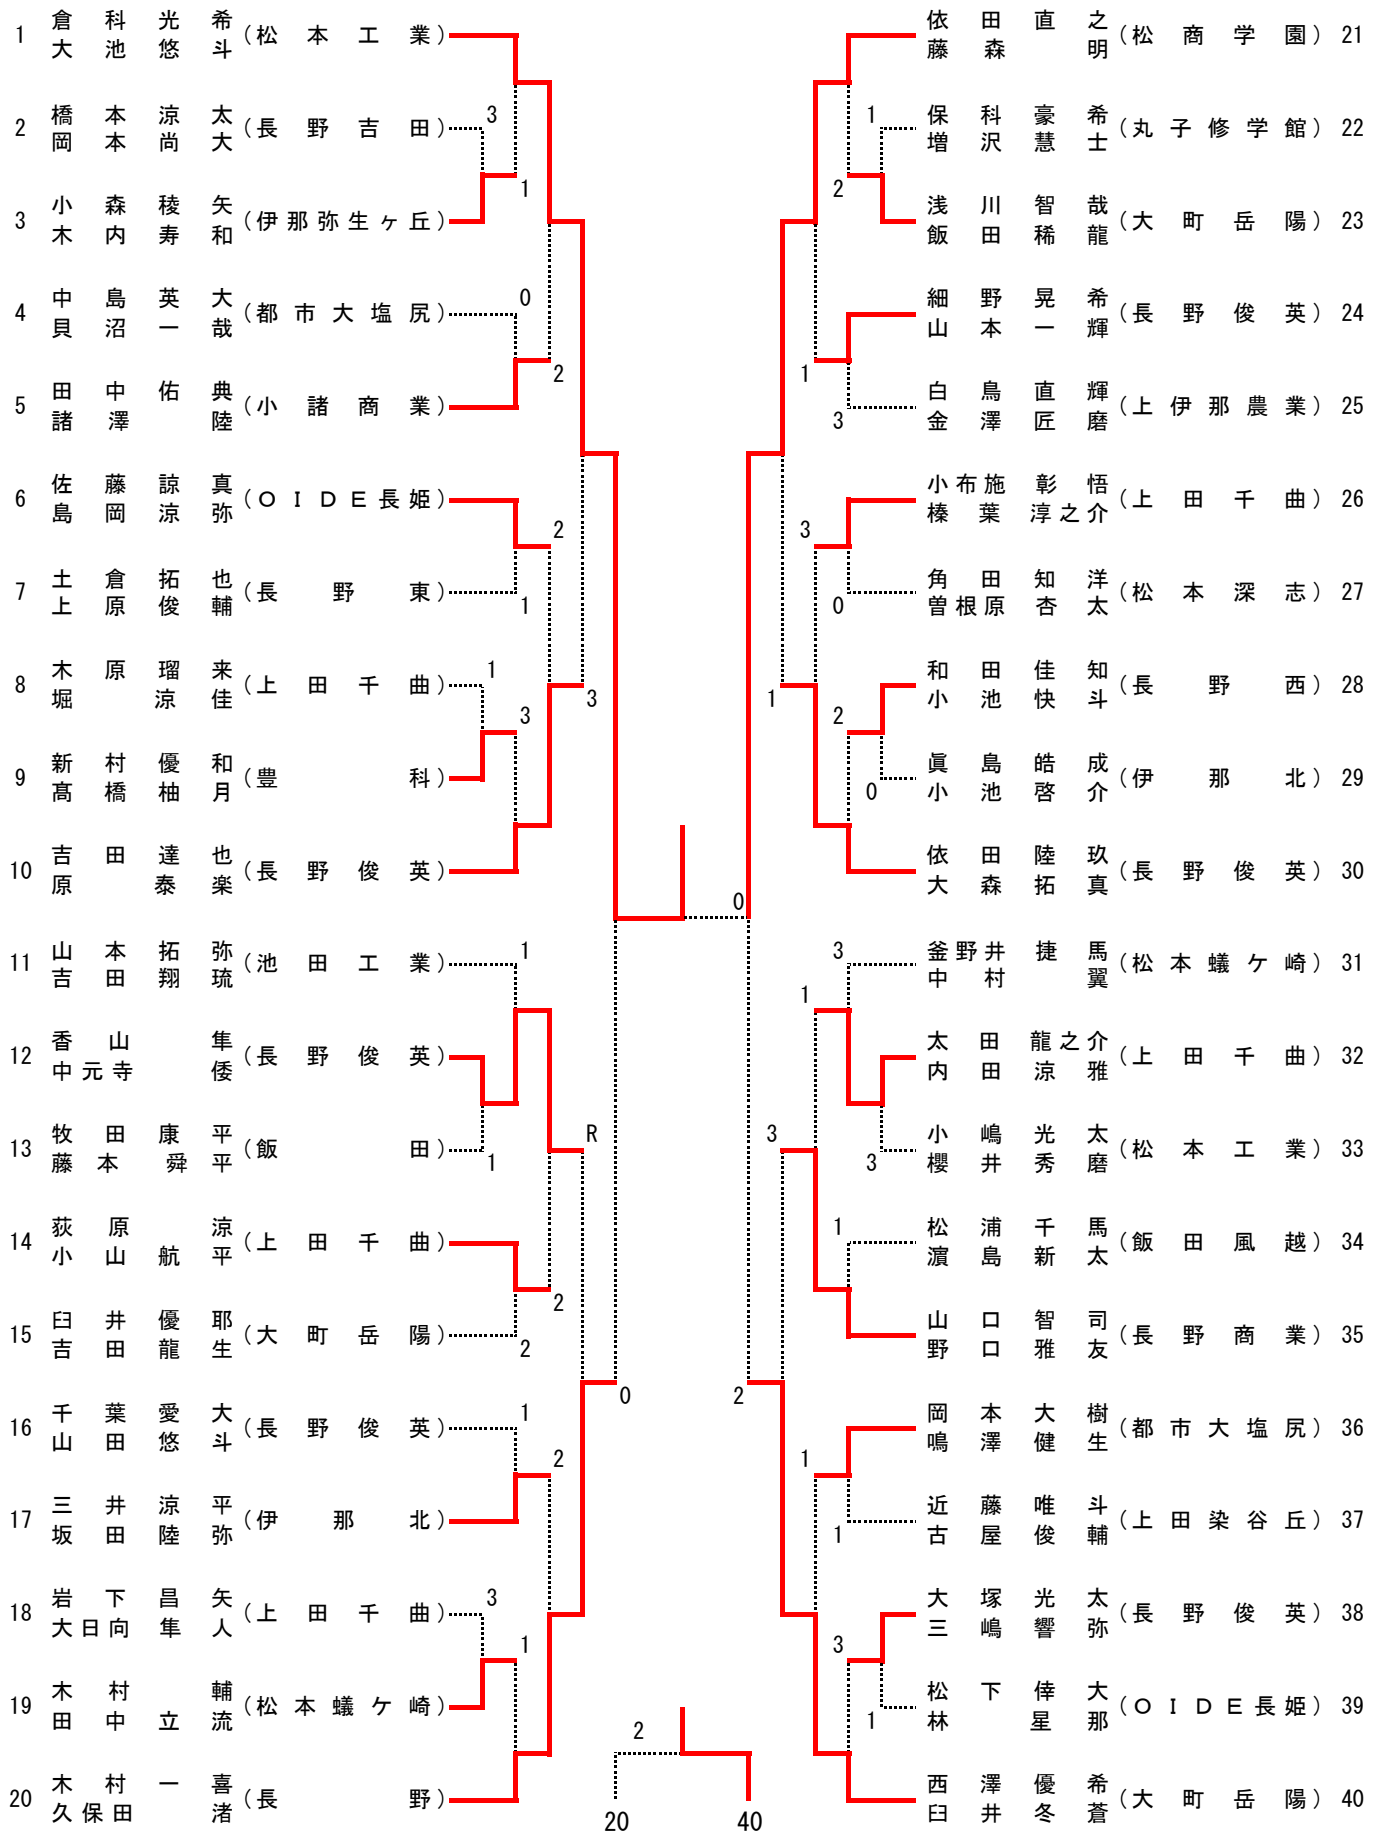 1 倉科光希 (松本工業)
大池悠斗
2 橋本涼太 (長野吉田) 3
岡本尚大
1
3 小森稜矢 (伊那弥生ヶ丘)
木内寿和
4 中島英大 (都市大塩尻) 0
貝沼一哉
2
5 田中佑典 (小諸商業)
諸澤陸
6 佐藤諒真 (OIDE長姫) 2
島岡涼弥
7 土倉拓也 (長野東) 1
上原俊輔
8 木原瑠来 (上田千曲) 1
堀涼佳
3
3
9 新村優和 (豊科)
髙橋柚月
10 吉田達也 (長野俊英)
原泰楽
11 山本拓弥 (池田工業) 1
吉田翔琉
12 香山隼 (長野俊英)
中元寺倭
13 牧田康平 (飯田) 1
藤本舜平
R
14 荻原涼 (上田千曲)
小山航平
2
15 臼井優耶 (大町岳陽) 2
吉田龍生
0
16 千葉愛大 (長野俊英) 1
山田悠斗
2
17 三井涼平 (伊那北)
坂田陸弥
18 岩下昌矢 (上田千曲) 3
大日向隼人
1
19 木村輔 (松本蟻ケ崎)
田中立流
20 木村一喜 (長野)
久保田渚
依田直之 (松商学園) 21
藤森明
1 保科豪希 (丸子修学館) 22
増沢慧士
2
浅川智哉 (大町岳陽) 23
飯田稀龍
細野晃希 (長野俊英) 24
山本一輝
1
3 白鳥直輝 (上伊那農業) 25
金澤匠磨
小布施彰悟 (上田千曲) 26
榛葉淳之介
3
0 角田知洋 (松本深志) 27
曽根原杏太
和田佳知 (長野西) 28
小池快斗
1
2
0 眞島皓成 (伊那北) 29
小池啓介
依田陸玖 (長野俊英) 30
大森拓真
0
3 釜野井捷馬 (松本蟻ケ崎) 31
中村翼
1
太田龍之介 (上田千曲) 32
内田涼雅
3
3 小嶋光太 (松本工業) 33
櫻井秀磨
1 松浦千馬 (飯田風越) 34
濵島新太
山口智司 (長野商業) 35
野口雅友
2
岡本大樹 (都市大塩尻) 36
鳴澤健生
1
1 近藤唯斗 (上田染谷丘) 37
古屋俊輔
大塚光太 (長野俊英) 38
三嶋響弥
3
1 松下倖大 (OIDE長姫) 39
林星那
西澤優希 (大町岳陽) 40
臼井冬蒼
2
20 40